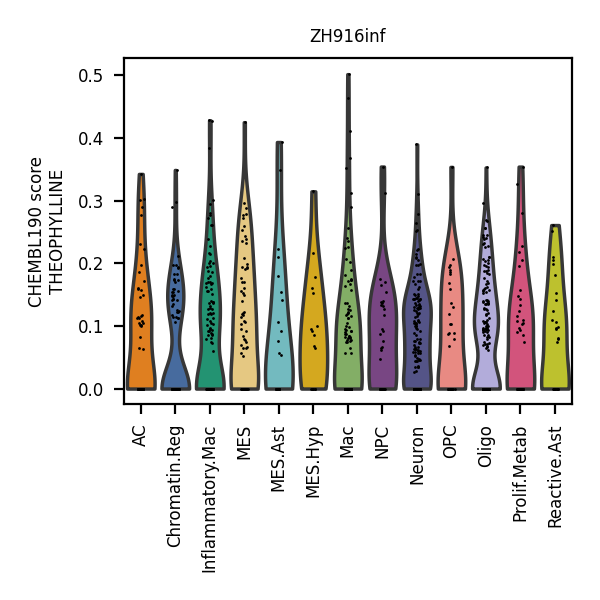 ZH916inf
CHEMBL190 score
THEOPHYLLINE
0.5
0.4
0.3
0.2
0.1
0.0
AC
Chromatin.Reg
Inflammatory.Mac
MES
MES.Ast
MES.Hyp
Mac
NPC
Neuron
OPC
Oligo
Prolif.Metab
Reactive.Ast